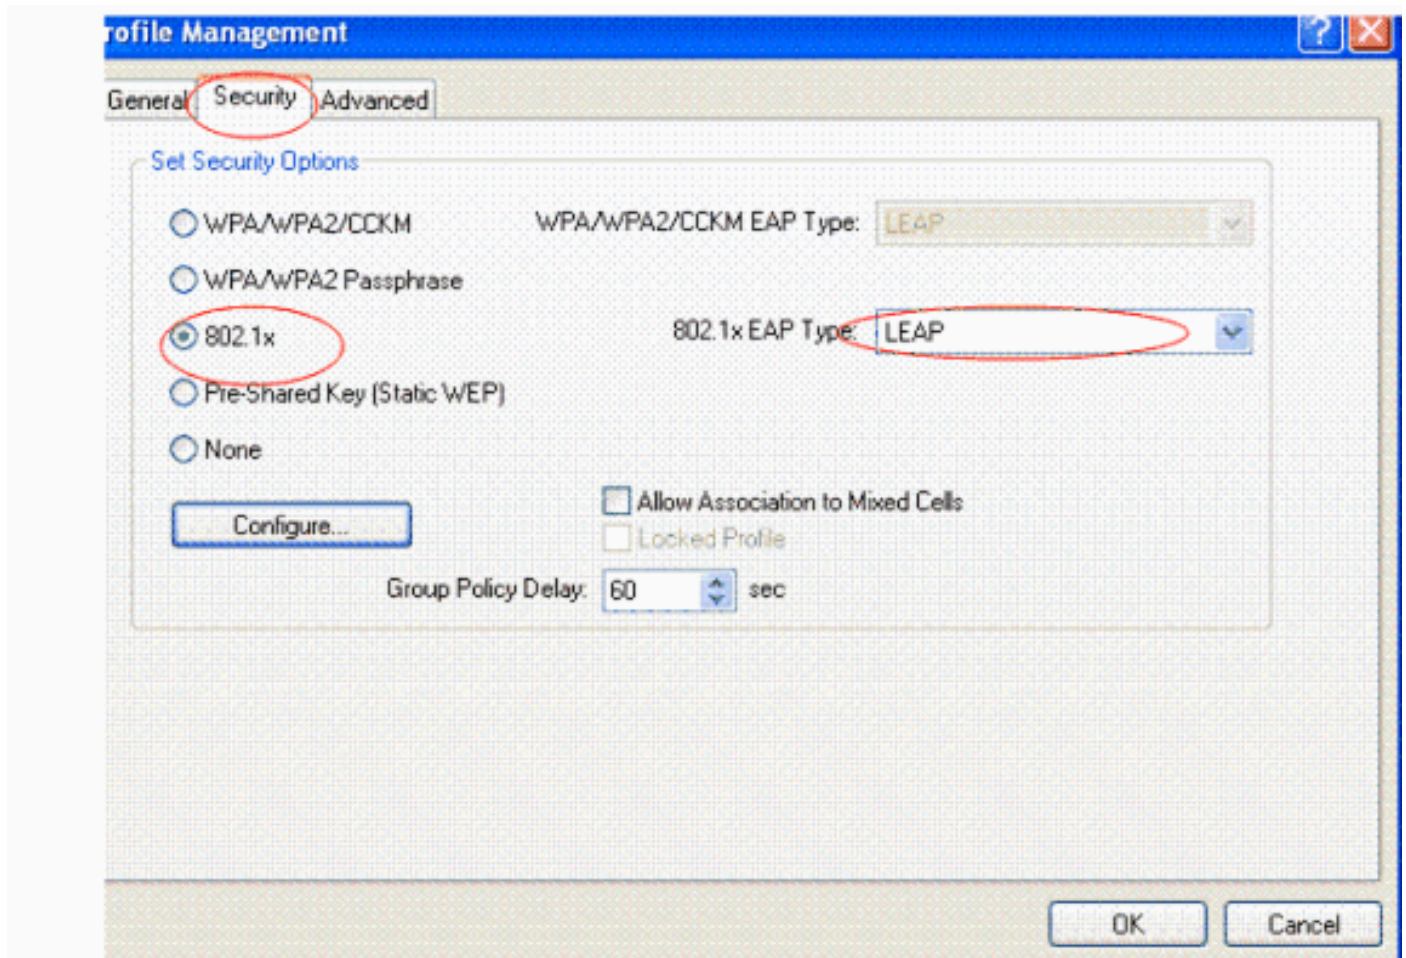 rofile Management
General Security Advanced
Set Security Options
WPA/WPA2/CCKM WPA/WPA2/CCKM EAP Type: LEAP
WPA/WPA2 Passphrase
802.1x 802.1x EAP Type: LEAP
Pre-Shared Key (Static WEP)
None
Allow Association to Mixed Cells
Configure...
Locked Profile
Group Policy Delay: 60 sec
OK Cancel